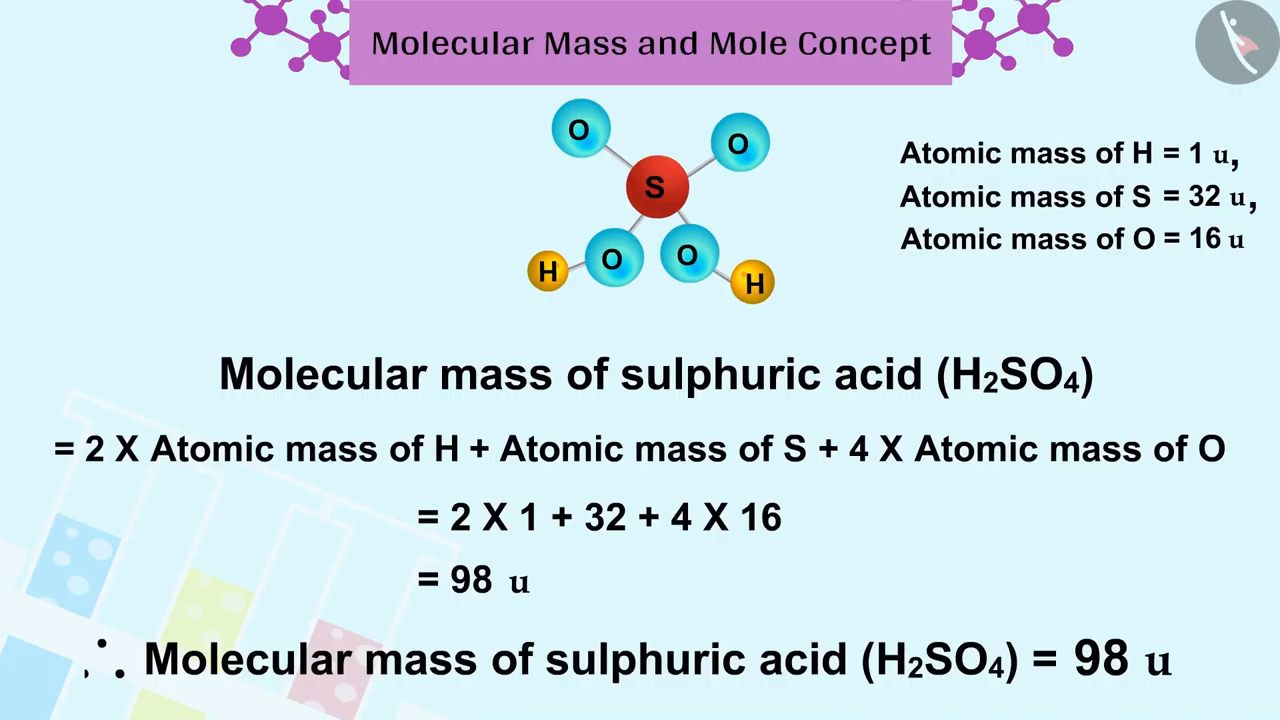 Molecular Mass and Mole Concept
O
O
S
H
O
O
H
Atomic mass of H = 1 u,
Atomic mass of S = 32 u,
Atomic mass of O = 16 u
Molecular mass of sulphuric acid (H₂SO₄)
= 2 X Atomic mass of H + Atomic mass of S + 4 X Atomic mass of O
= 2 X 1 + 32 + 4 X 16
= 98 u
∴ Molecular mass of sulphuric acid (H₂SO₄) = 98 u